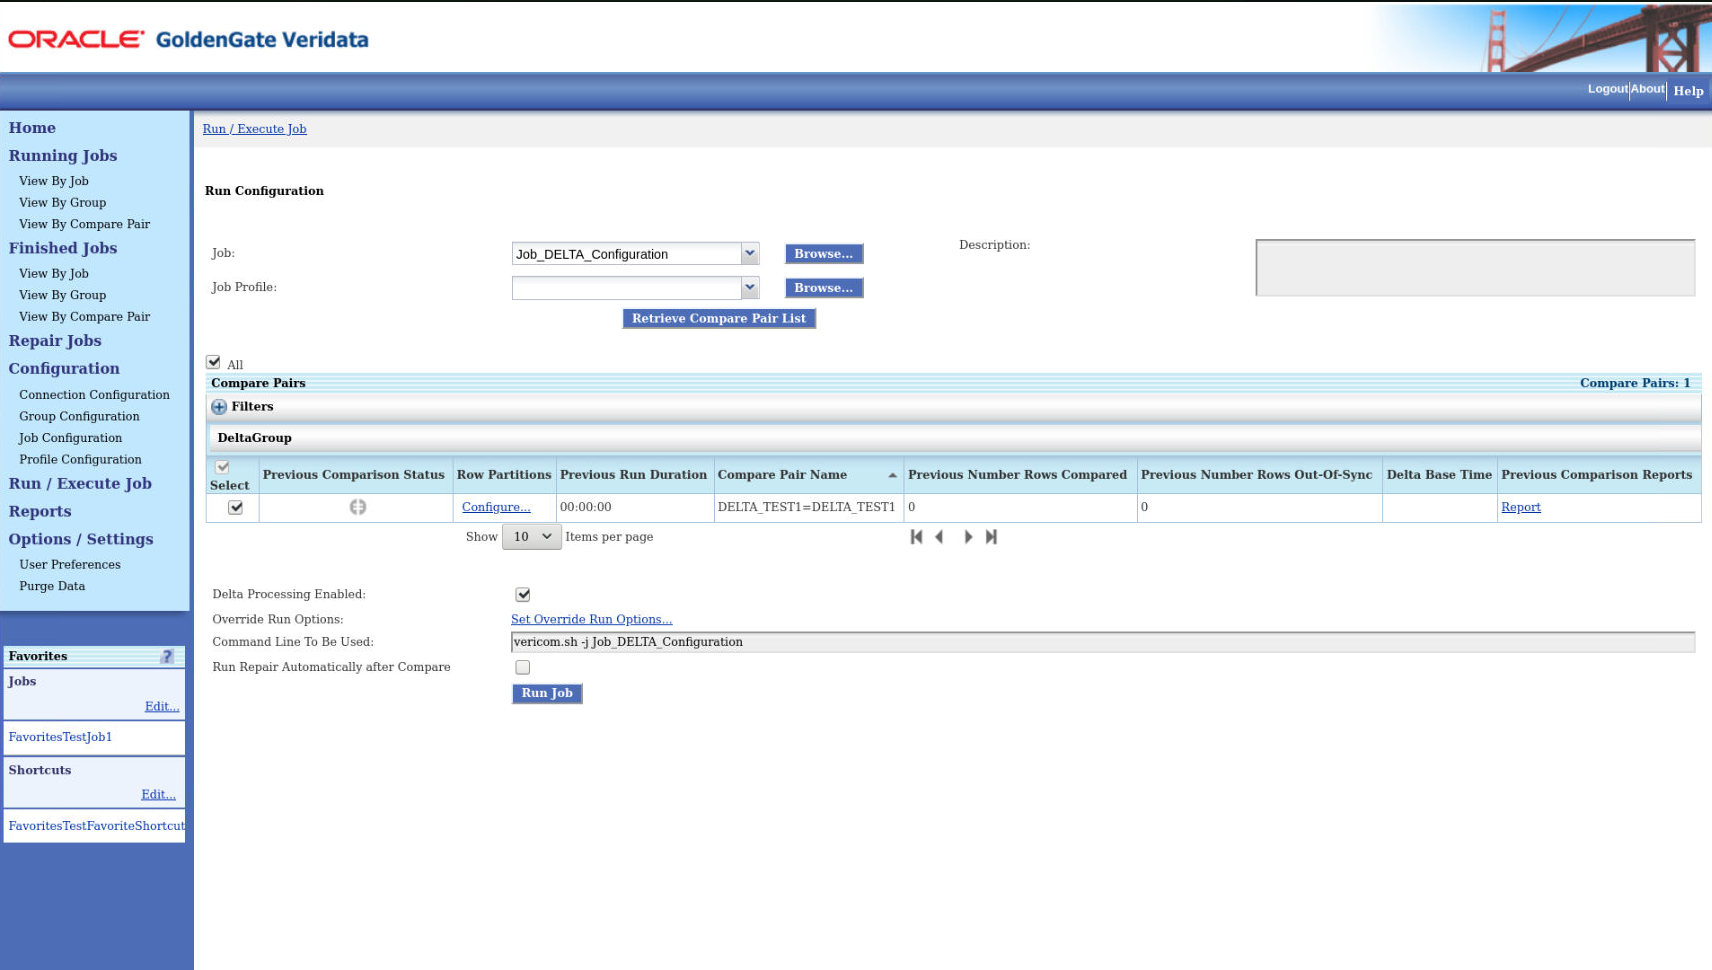 ORACLE GoldenGate Veridata
Logout About Help
Home
Running Jobs
View By Job
View By Group
View By Compare Pair
Finished Jobs
View By Job
View By Group
View By Compare Pair
Repair Jobs
Configuration
Connection Configuration
Group Configuration
Job Configuration
Profile Configuration
Run / Execute Job
Reports
Options / Settings
User Preferences
Purge Data
Favorites ?
Jobs
Edit...
FavoritesTestJob1
Shortcuts
Edit...
FavoritesTestFavoriteShortcut
Run / Execute Job
Run Configuration
Job: Job_DELTA_Configuration Browse... Description:
Job Profile: Browse...
Retrieve Compare Pair List
All
Compare Pairs Compare Pairs: 1
Filters
DeltaGroup
Select Previous Comparison Status Row Partitions Previous Run Duration Compare Pair Name Previous Number Rows Compared Previous Number Rows Out-Of-Sync Delta Base Time Previous Comparison Reports
Configure... 00:00:00 DELTA_TEST1=DELTA_TEST1 0 0 Report
Show 10 Items per page
Delta Processing Enabled:
Override Run Options: Set Override Run Options...
Command Line To Be Used: vericom.sh -j Job_DELTA_Configuration
Run Repair Automatically after Compare
Run Job